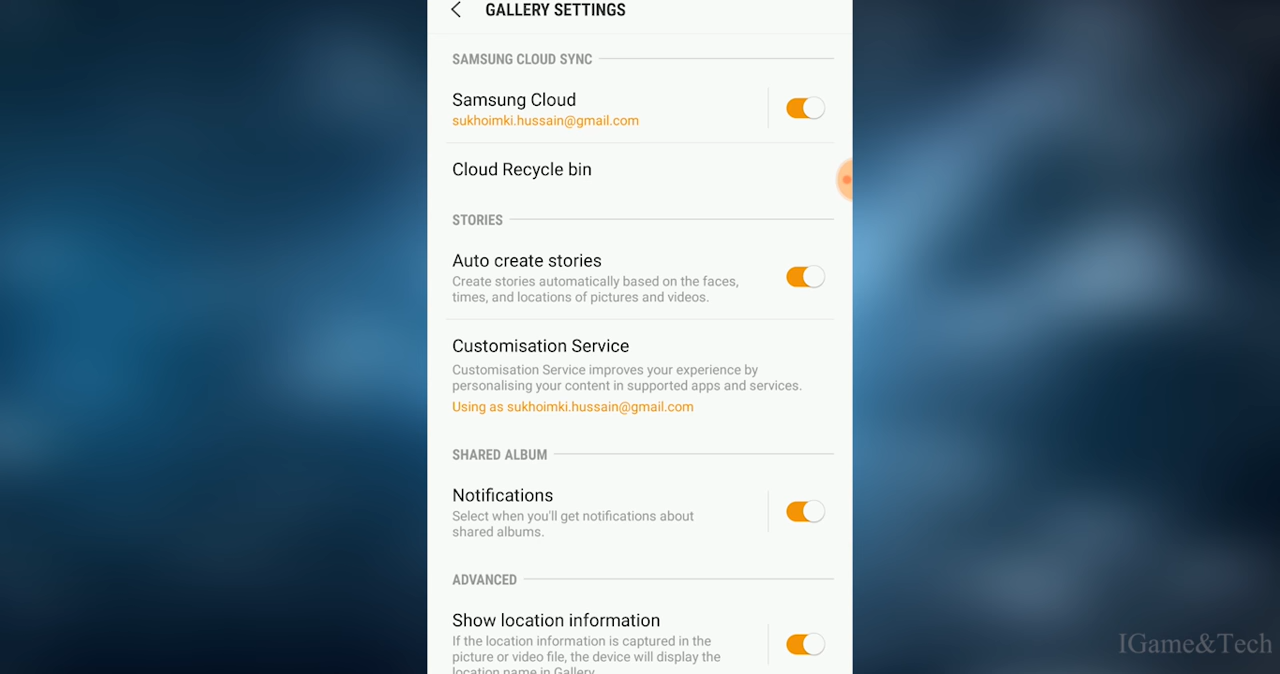 GALLERY SETTINGS
SAMSUNG CLOUD SYNC
Samsung Cloud
sukhoimki.hussain@gmail.com
Cloud Recycle bin
STORIES
Auto create stories
Create stories automatically based on the faces,
times, and locations of pictures and videos.
Customisation Service
Customisation Service improves your experience by
personalising your content in supported apps and services.
Using as sukhoimki.hussain@gmail.com
SHARED ALBUM
Notifications
Select when you'll get notifications about
shared albums.
ADVANCED
Show location information
If the location information is captured in the
picture or video file, the device will display the
location name in Gallery.
IGame&Tech